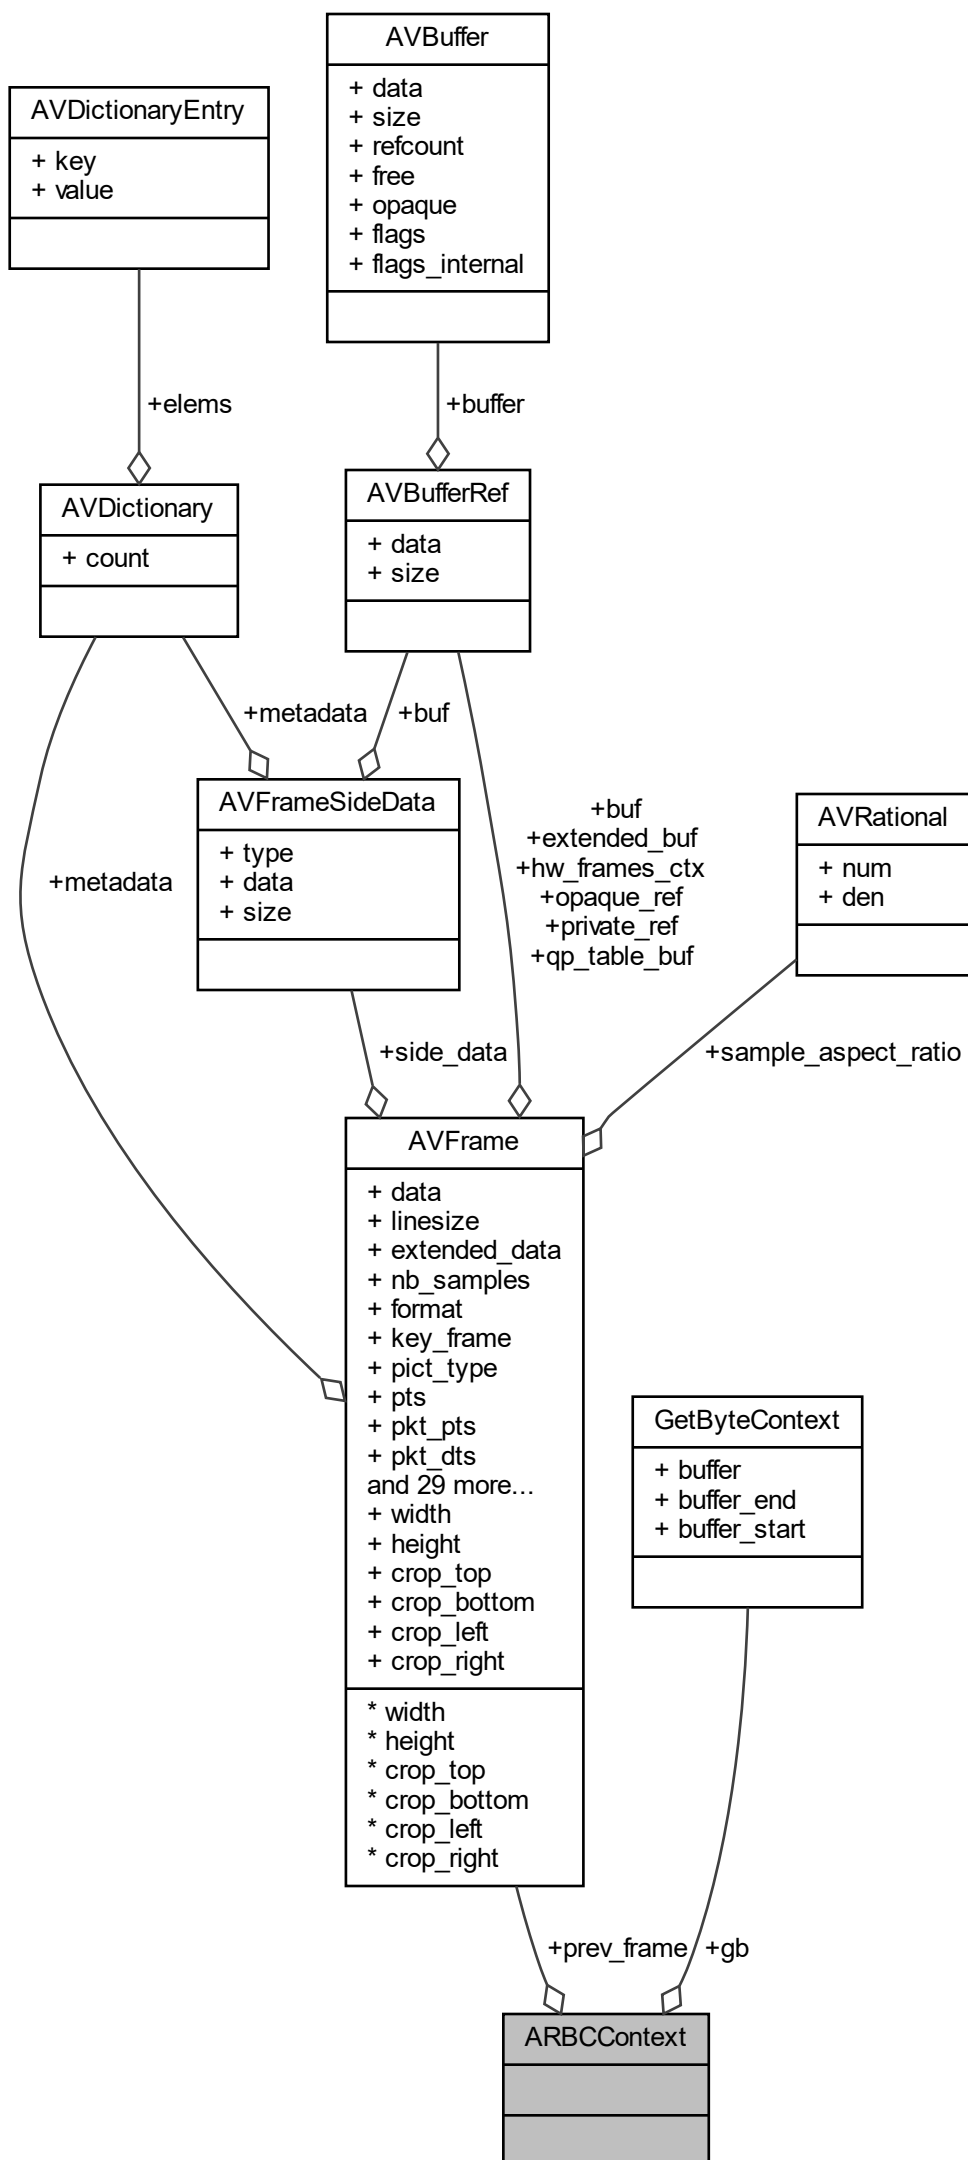 AVBuffer
+ data
+ size
+ refcount
+ free
+ opaque
+ flags
+ flags_internal
AVDictionaryEntry
+ key
+ value
+elems
+buffer
AVDictionary
+ count
AVBufferRef
+ data
+ size
+metadata
+buf
AVFrameSideData
+ type
+ data
+ size
+buf
+extended_buf
+hw_frames_ctx
+opaque_ref
+private_ref
+qp_table_buf
AVRational
+ num
+ den
+metadata
+side_data
+sample_aspect_ratio
AVFrame
+ data
+ linesize
+ extended_data
+ nb_samples
+ format
+ key_frame
+ pict_type
+ pts
+ pkt_pts
+ pkt_dts
and 29 more...
+ width
+ height
+ crop_top
+ crop_bottom
+ crop_left
+ crop_right
* width
* height
* crop_top
* crop_bottom
* crop_left
* crop_right
GetByteContext
+ buffer
+ buffer_end
+ buffer_start
+prev_frame
+gb
ARBCContext